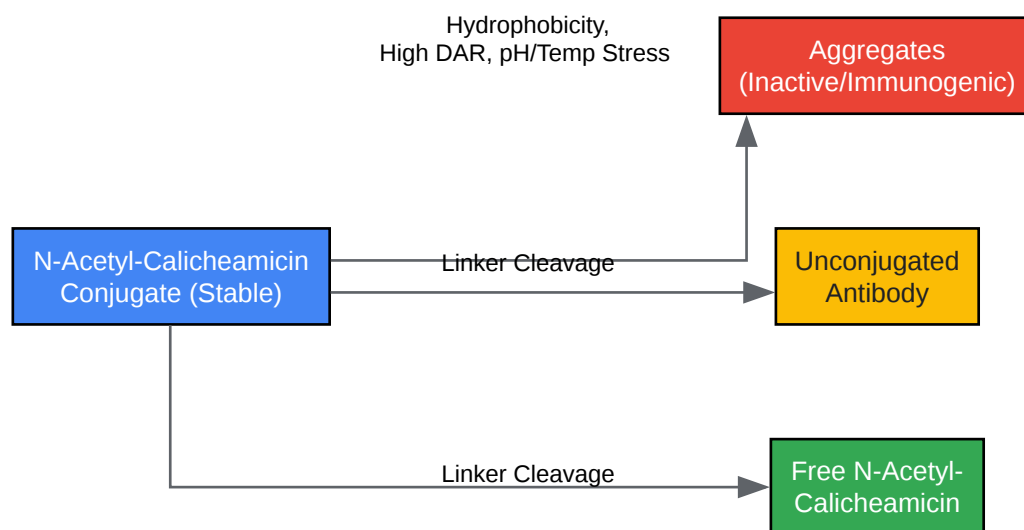 Hydrophobicity,
High DAR, pH/Temp Stress
Aggregates
(Inactive/Immunogenic)
N-Acetyl-Calicheamicin
Conjugate (Stable)
Linker Cleavage
Unconjugated
Antibody
Linker Cleavage
Free N-Acetyl-
Calicheamicin